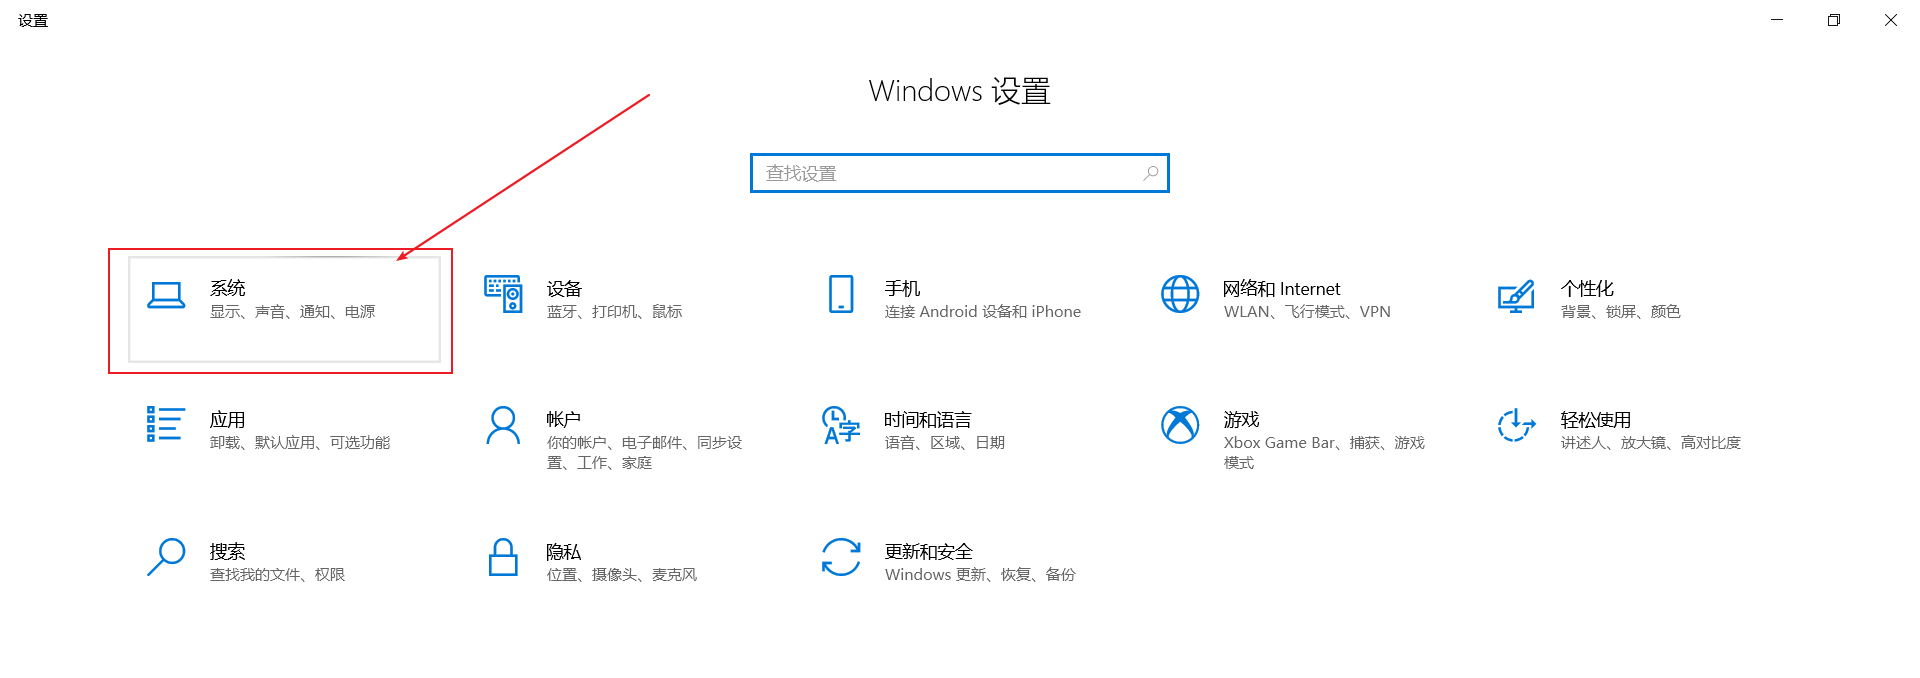 设置
Windows 设置
查找设置
系统
显示、声音、通知、电源
设备
蓝牙、打印机、鼠标
手机
连接 Android 设备和 iPhone
网络和 Internet
WLAN、飞行模式、VPN
个性化
背景、锁屏、颜色
应用
卸载、默认应用、可选功能
帐户
你的帐户、电子邮件、同步设
置、工作、家庭
时间和语言
语音、区域、日期
游戏
Xbox Game Bar、捕获、游戏
模式
轻松使用
讲述人、放大镜、高对比度
搜索
查找我的文件、权限
隐私
位置、摄像头、麦克风
更新和安全
Windows 更新、恢复、备份